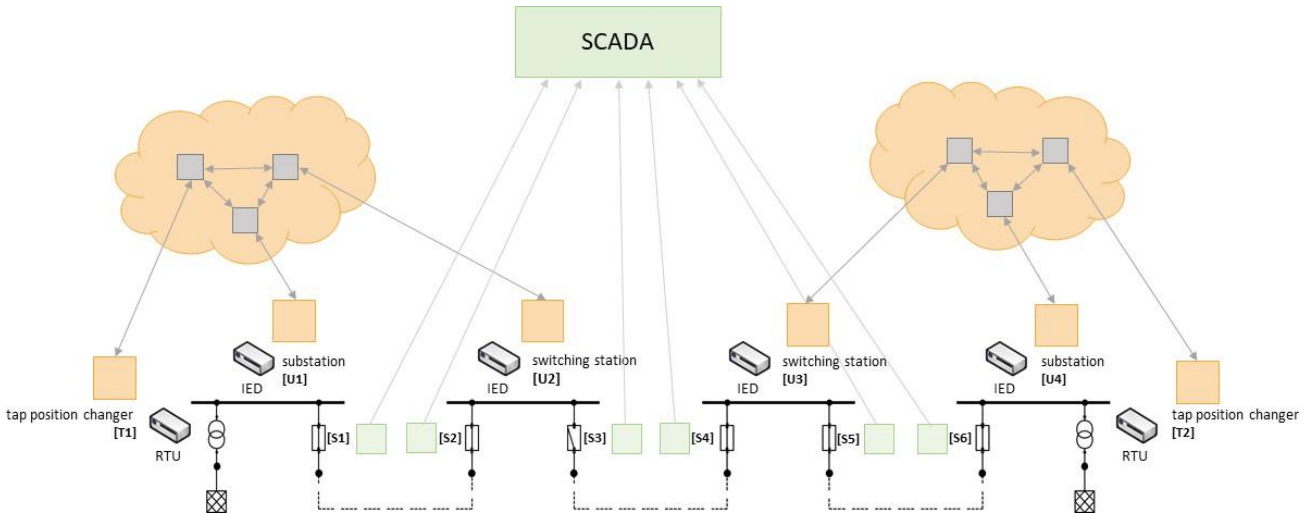 SCADA
substation
[U1]
IED
switching station
[U2]
IED
switching station
[U3]
IED
substation
[U4]
IED
tap position changer
[T1]
RTU
tap position changer
[T2]
RTU
[S1]
[S2]
[S3]
[S4]
[S5]
[S6]